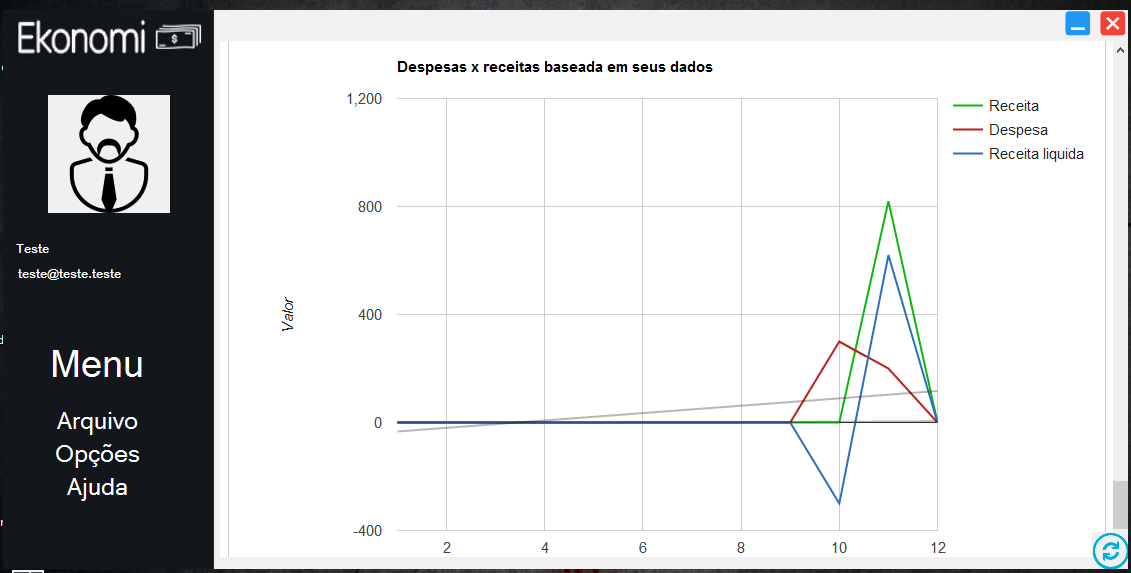 Ekonomi
$
Teste
teste@teste.teste
Menu
Arquivo
Opções
Ajuda
Despesas x receitas baseada em seus dados
1,200
800
400
0
-400
Valor
2
4
6
8
10
12
Receita
Despesa
Receita liquida